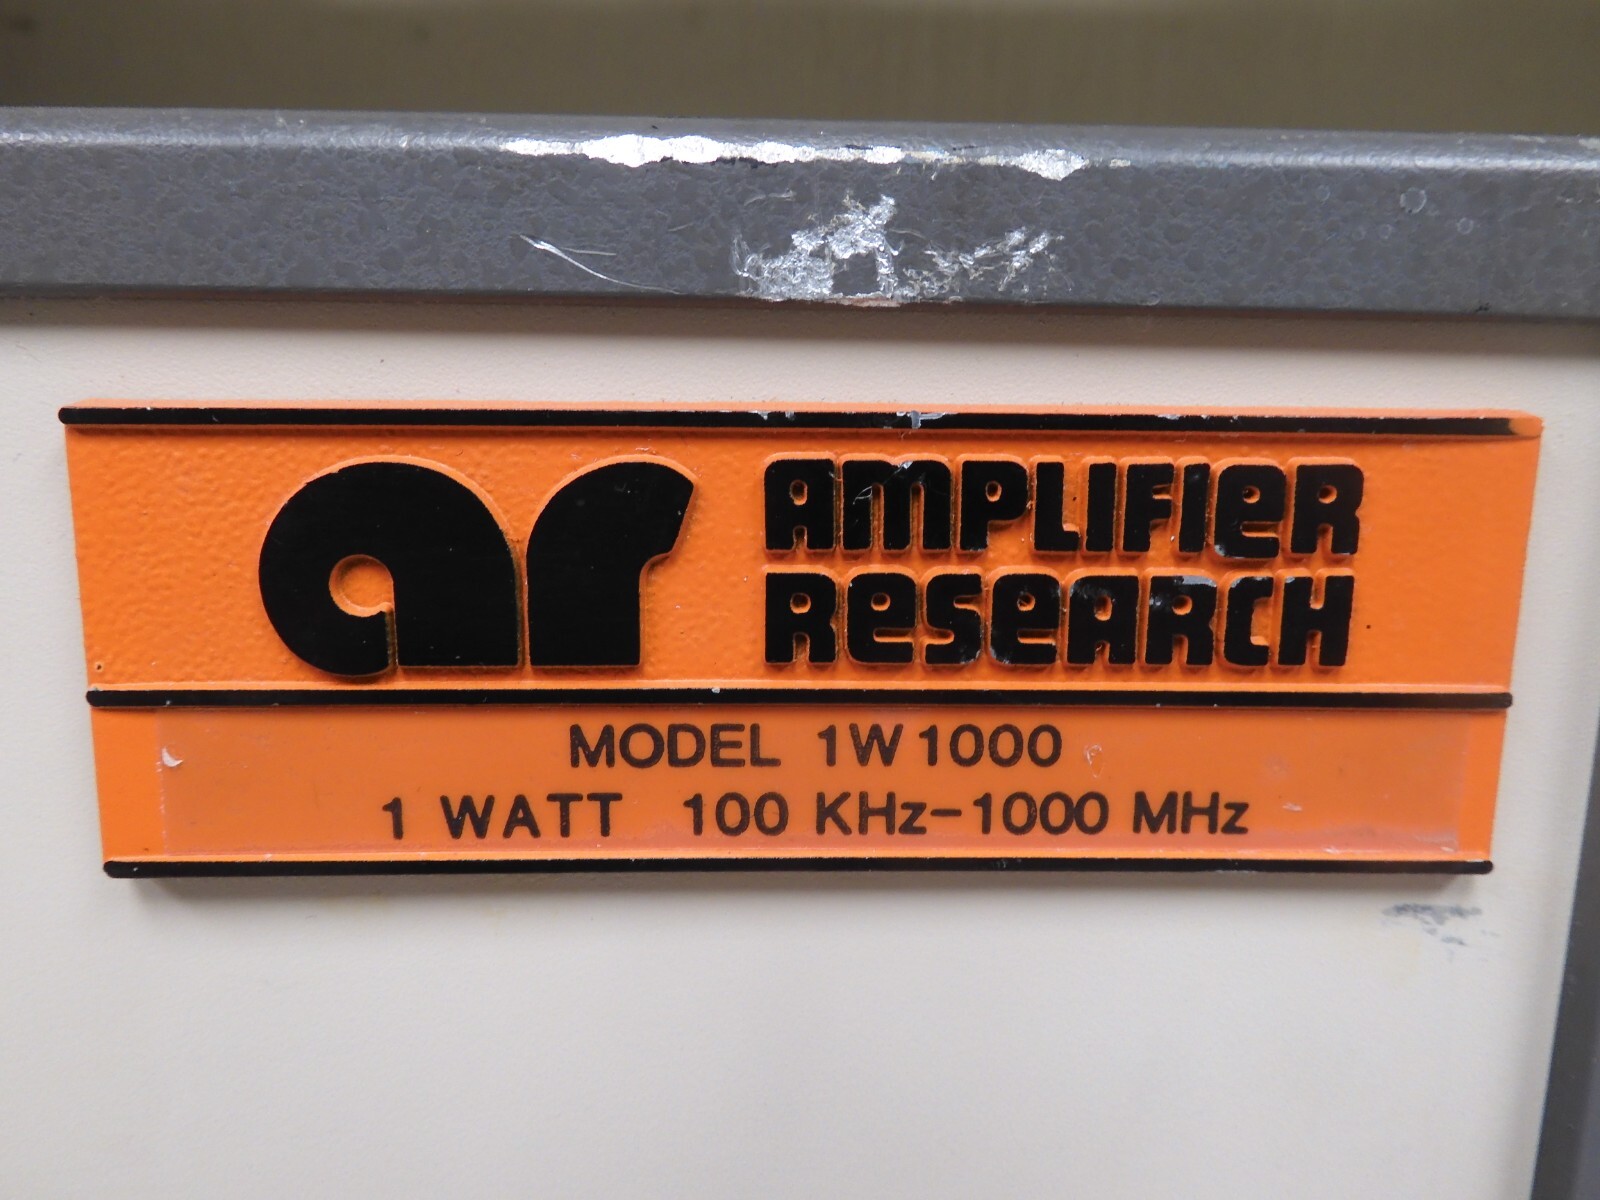 ar
AMPLIFIER
RESEARCH
MODEL 1W1000
1 WATT 100 KHz-1000 MHz